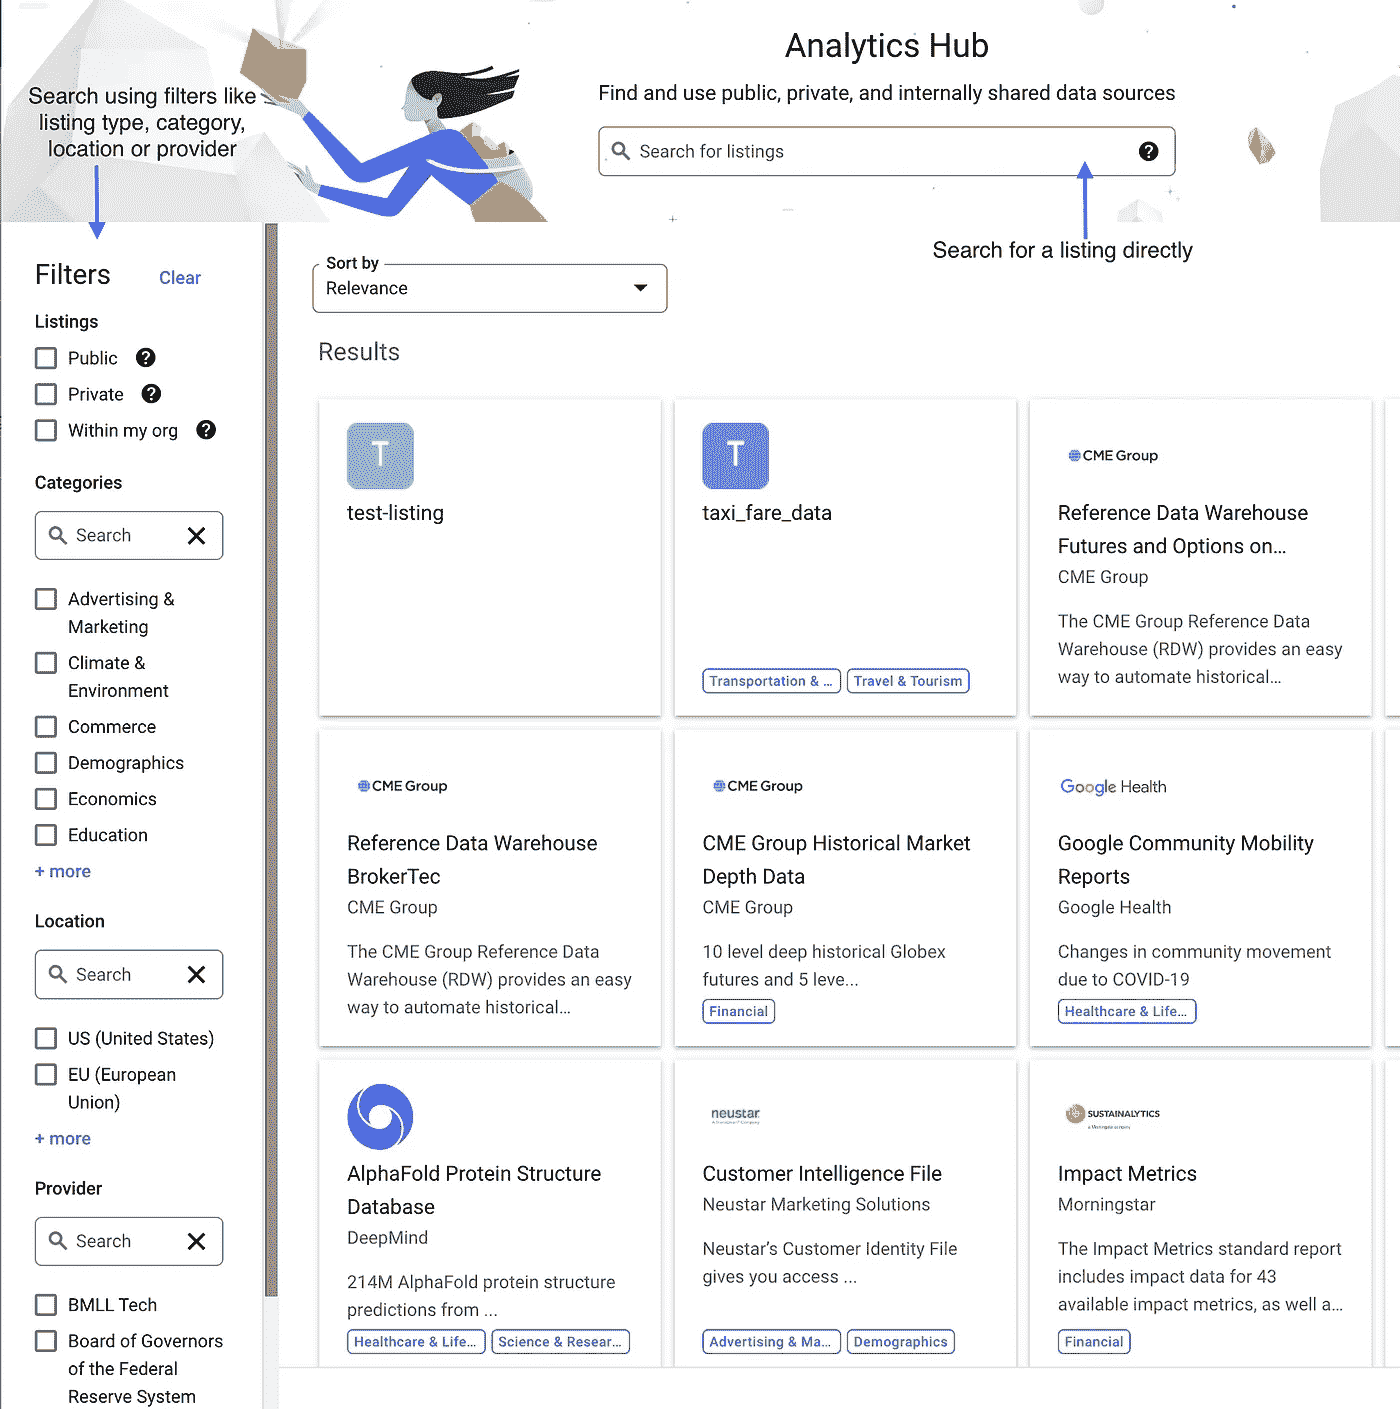 Analytics Hub
Find and use public, private, and internally shared data sources
Search for listings
Search using filters like
listing type, category,
location or provider
Search for a listing directly
Filters
Clear
Listings
Public
Private
Within my org
Categories
Search
Advertising &
Marketing
Climate &
Environment
Commerce
Demographics
Economics
Education
+ more
Location
Search
US (United States)
EU (European
Union)
+ more
Provider
Search
BMLL Tech
Board of Governors
of the Federal
Reserve System
Sort by
Relevance
Results
T
test-listing
T
taxi_fare_data
Transportation & ...
Travel & Tourism
CME Group
Reference Data Warehouse
Futures and Options on...
CME Group
The CME Group Reference Data
Warehouse (RDW) provides an easy
way to automate historical...
CME Group
Reference Data Warehouse
BrokerTec
CME Group
The CME Group Reference Data
Warehouse (RDW) provides an easy
way to automate historical...
CME Group
CME Group Historical Market
Depth Data
CME Group
10 level deep historical Globex
futures and 5 leve...
Financial
Google Health
Google Community Mobility
Reports
Google Health
Changes in community movement
due to COVID-19
Healthcare & Life...
AlphaFold Protein Structure
Database
DeepMind
214M AlphaFold protein structure
predictions from ...
Healthcare & Life...
Science & Resear...
neustar
Customer Intelligence File
Neustar Marketing Solutions
Neustar’s Customer Identity File
gives you access ...
Advertising & Ma...
Demographics
SUSTAINALYTICS
Impact Metrics
Morningstar
The Impact Metrics standard report
includes impact data for 43
available impact metrics, as well a...
Financial